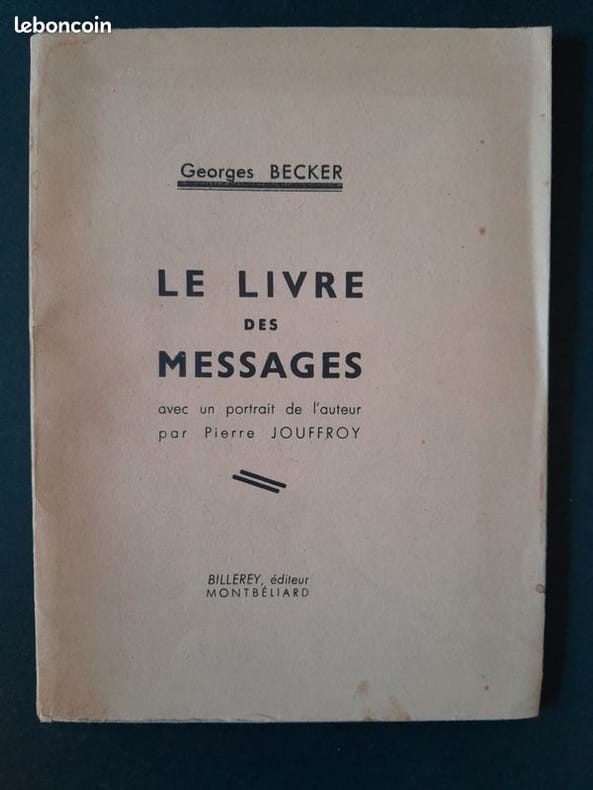 leboncoin
Georges BECKER
LE LIVRE
DES
MESSAGES
avec un portrait de l'auteur
par Pierre JOUFFROY
BILLEREY, éditeur
MONTBÉLIARD